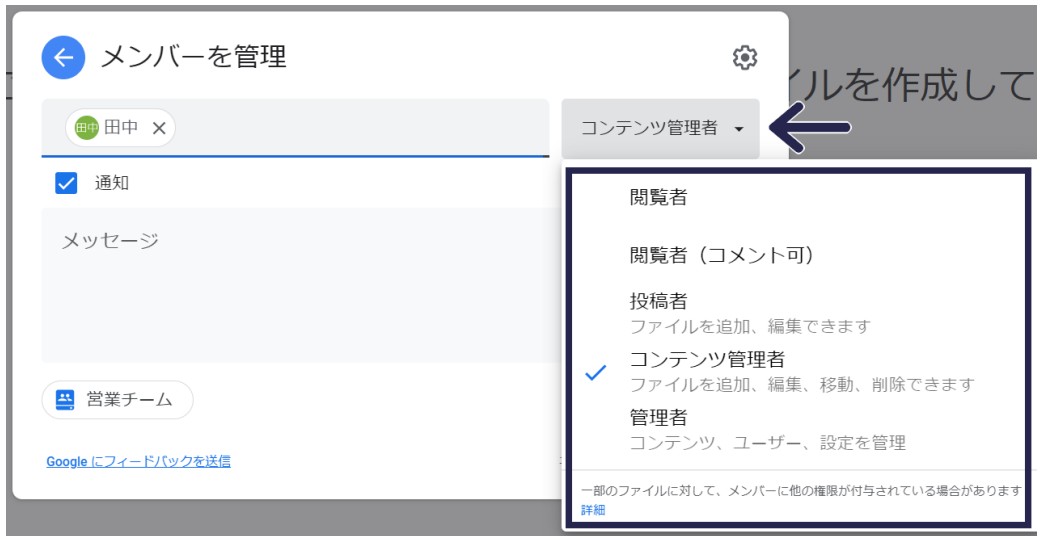 メンバーを管理
イルを作成して
田中 田中
コンテンツ管理者
通知
メッセージ
閲覧者
閲覧者（コメント可）
投稿者
ファイルを追加、編集できます
コンテンツ管理者
ファイルを追加、編集、移動、削除できます
管理者
コンテンツ、ユーザー、設定を管理
営業チーム
Google にフィードバックを送信
一部のファイルに対して、メンバーに他の権限が付与されている場合があります
詳細